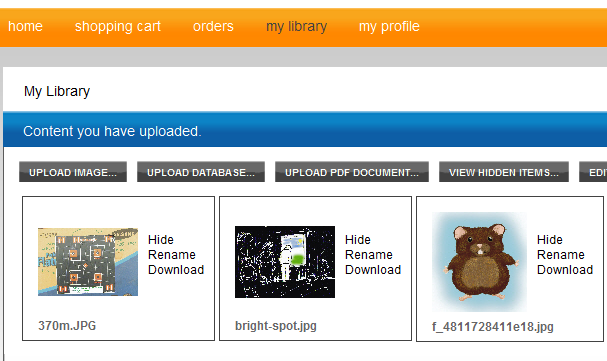 home shopping cart orders my library my profile
My Library
Content you have uploaded.
UPLOAD IMAGE... UPLOAD DATABASE... UPLOAD PDF DOCUMENT... VIEW HIDDEN ITEMS... EDI
Hide
Rename
Download
370m.JPG
Hide
Rename
Download
bright-spot.jpg
Hide
Rename
Download
f_4811728411e18.jpg